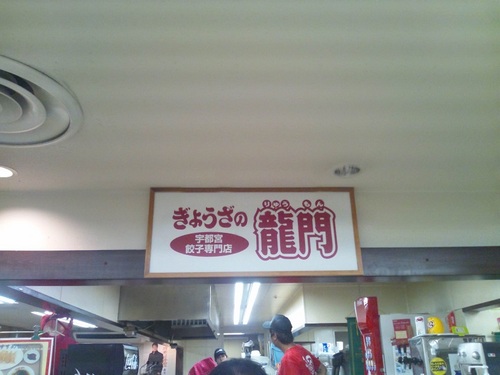 ぎょうざの
宇都宮
餃子専門店
りゅう もん
龍門